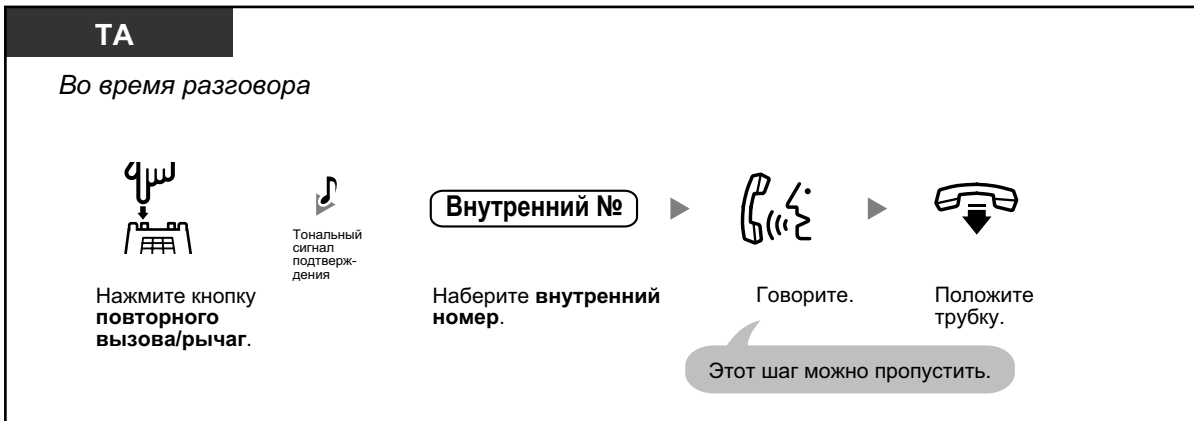 ТА
Во время разговора
Тональный
сигнал
подтверж-
дения
Внутренний №
Нажмите кнопку
повторного
вызова/рычаг.
Наберите внутренний
номер.
Говорите.
Положите
трубку.
Этот шаг можно пропустить.